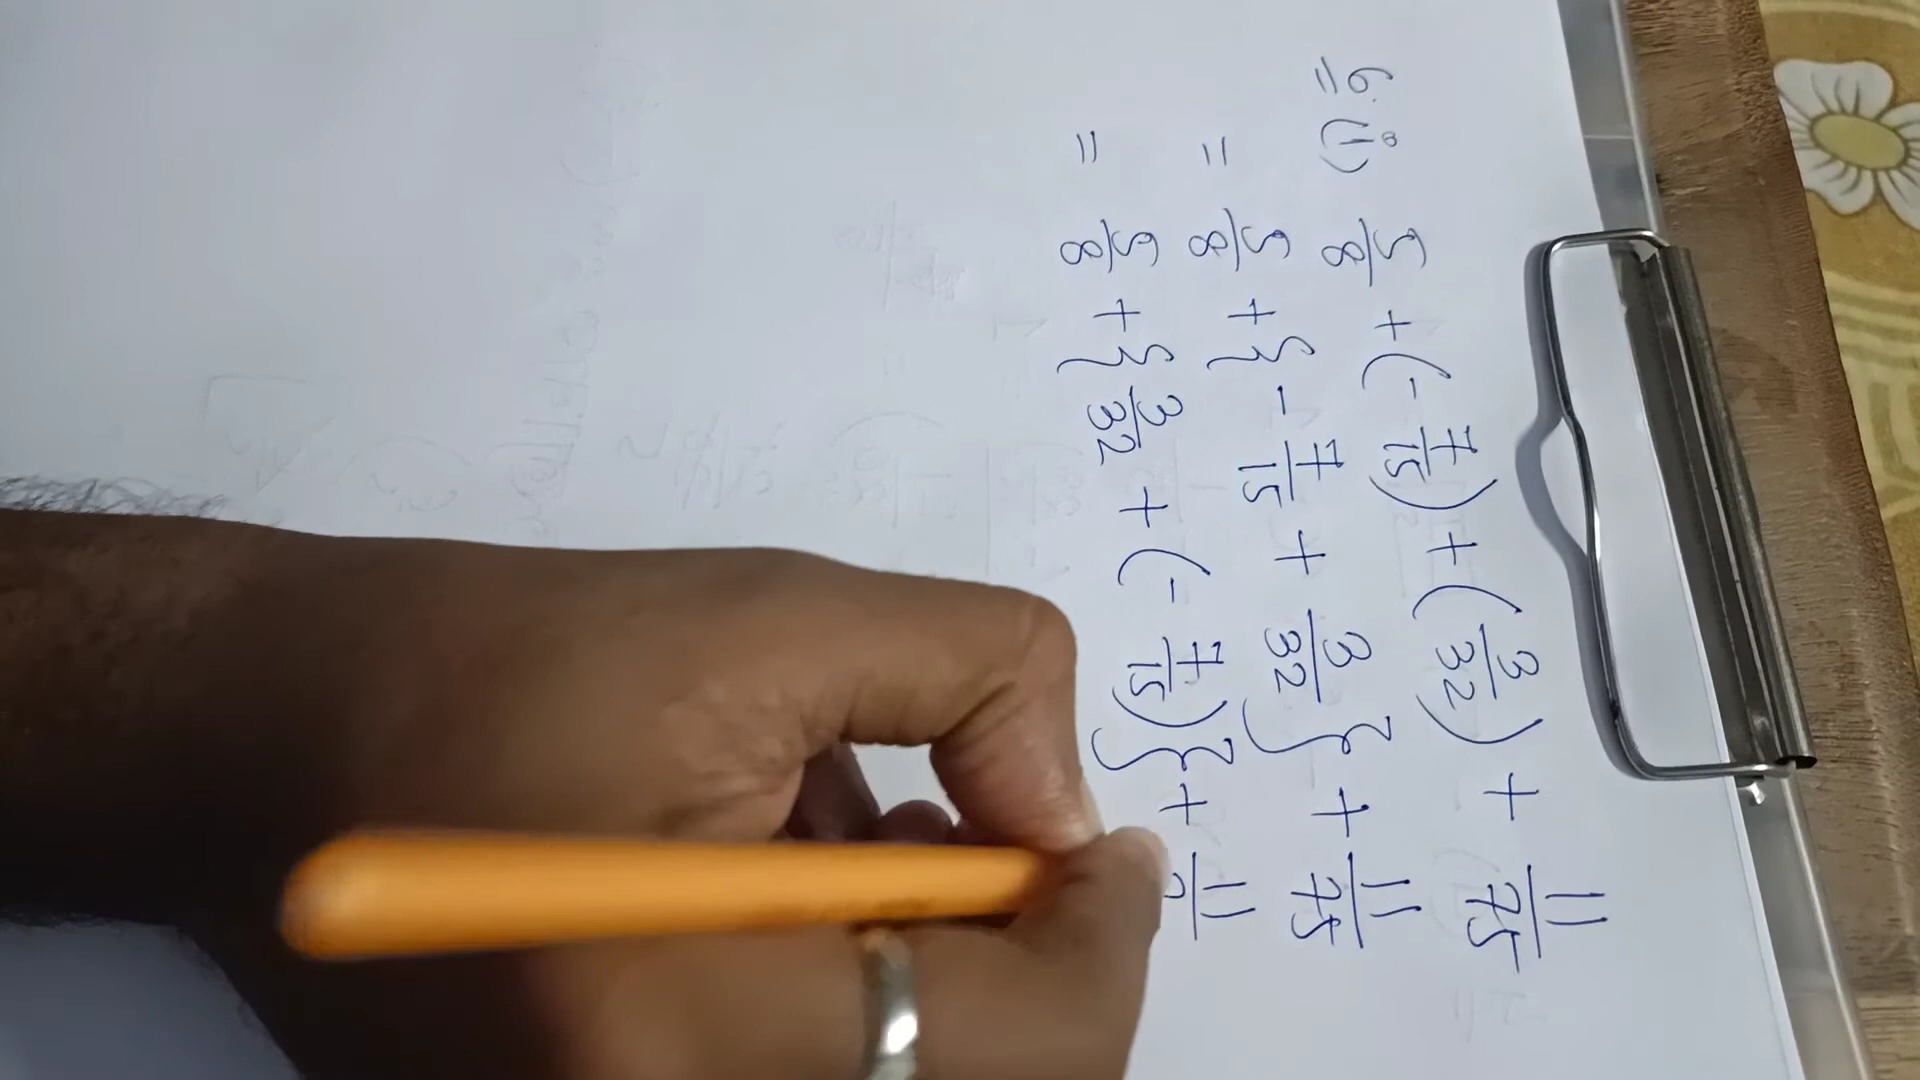 6. (i) 5/8 + (- 7/15) + (3/32) + 11/75
= 5/8 + { - 7/15 + 3/32 } + 11/75
= 5/8 + { 3/32 + (- 7/15) } + 11/